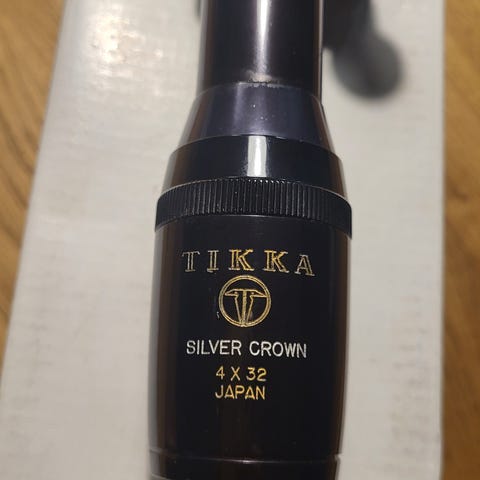 TIKKA
SILVER CROWN
4 X 32
JAPAN